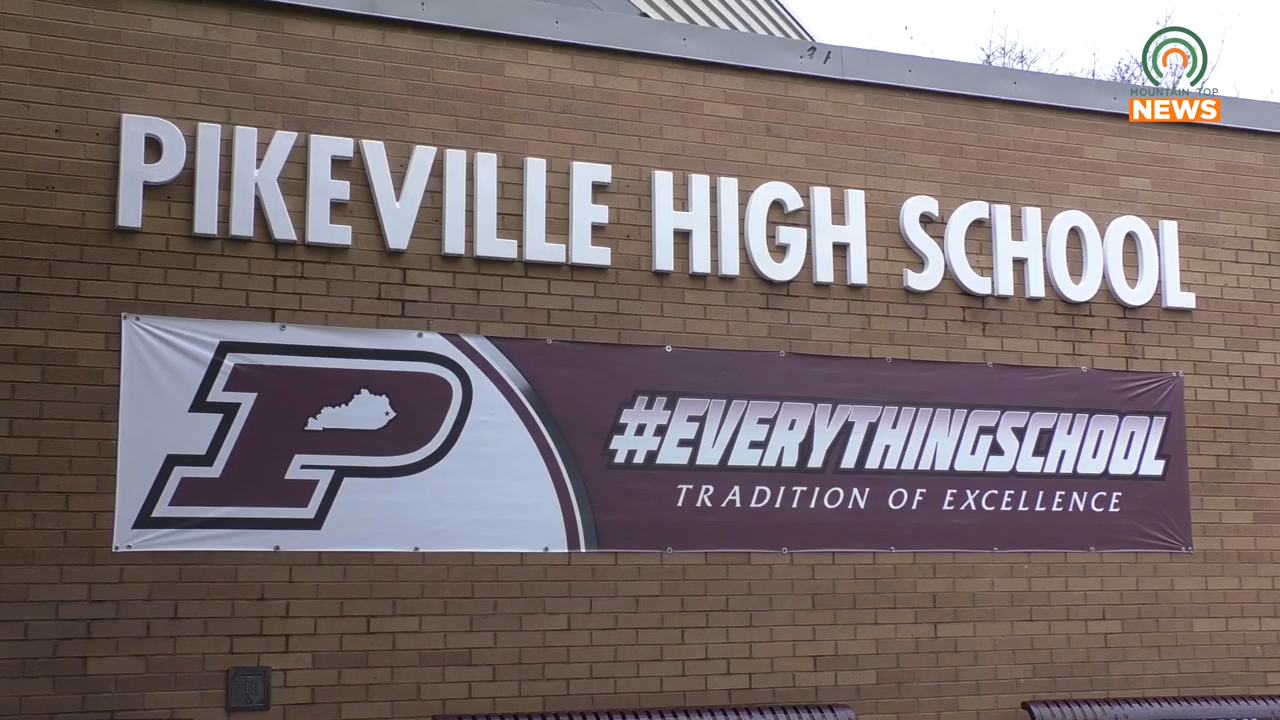 MOUNTAIN TOP
NEWS
PIKEVILLE HIGH SCHOOL
P
#EVERYTHINGSCHOOL
TRADITION OF EXCELLENCE